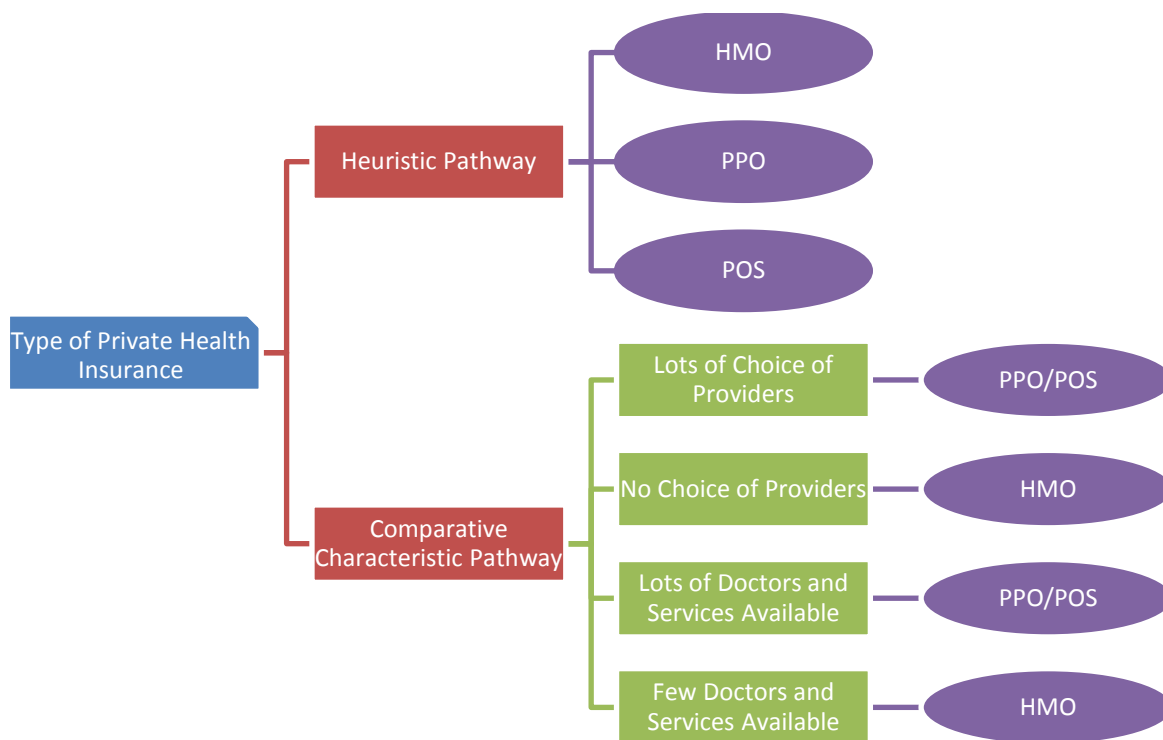 Type of Private Health
Insurance
Heuristic Pathway
HMO
PPO
POS
Comparative
Characteristic Pathway
Lots of Choice of
Providers
PPO/POS
No Choice of Providers
HMO
Lots of Doctors and
Services Available
PPO/POS
Few Doctors and
Services Available
HMO